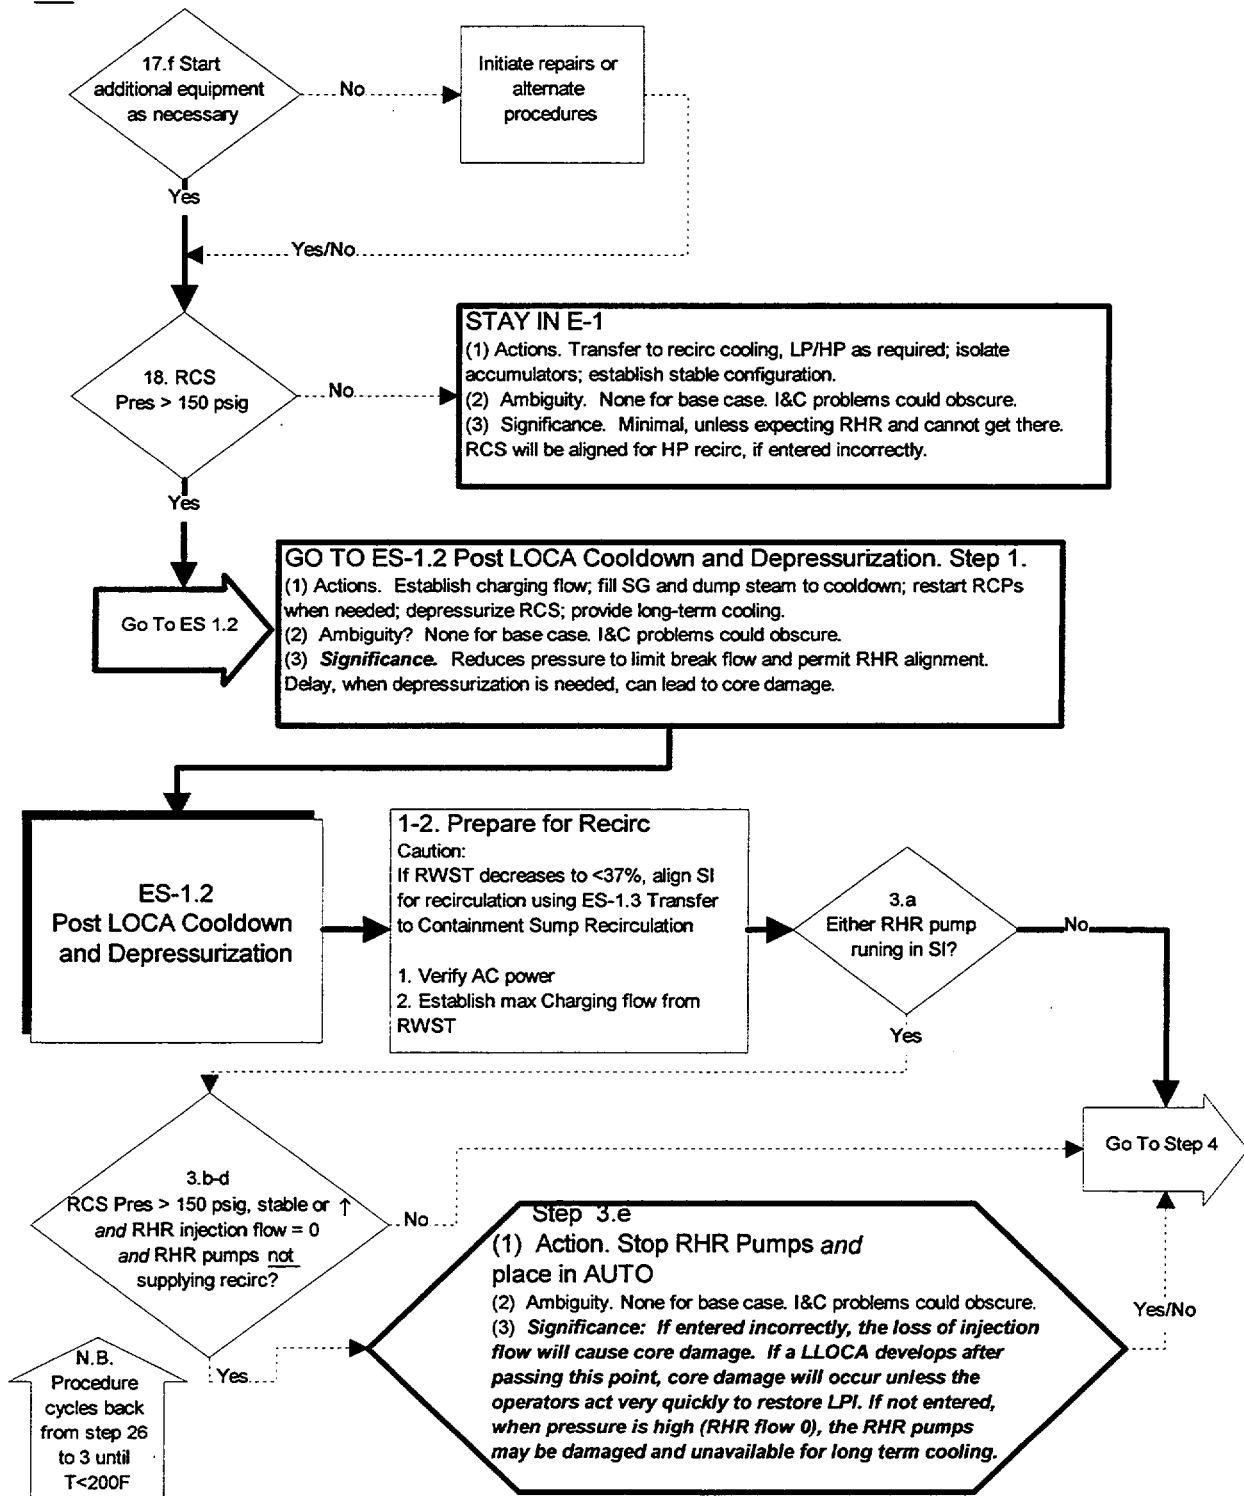 17.f Start
additional equipment
as necessary
No
Initiate repairs or
alternate
procedures
Yes
Yes/No
18. RCS
Pres > 150 psig
No
STAY IN E-1
(1) Actions. Transfer to recirc cooling, LP/HP as required; isolate
accumulators; establish stable configuration.
(2) Ambiguity. None for base case. I&C problems could obscure.
(3) Significance. Minimal, unless expecting RHR and cannot get there.
RCS will be aligned for HP recirc, if entered incorrectly.
Yes
Go To ES 1.2
GO TO ES-1.2 Post LOCA Cooldown and Depressurization. Step 1.
(1) Actions. Establish charging flow; fill SG and dump steam to cooldown; restart RCPs
when needed; depressurize RCS; provide long-term cooling.
(2) Ambiguity? None for base case. I&C problems could obscure.
(3) Significance. Reduces pressure to limit break flow and permit RHR alignment.
Delay, when depressurization is needed, can lead to core damage.
ES-1.2
Post LOCA Cooldown
and Depressurization
1-2. Prepare for Recirc
Caution:
If RWST decreases to <37%, align SI
for recirculation using ES-1.3 Transfer
to Containment Sump Recirculation
1. Verify AC power
2. Establish max Charging flow from
RWST
3.a
Either RHR pump
runing in SI?
No
Yes
Go To Step 4
3.b-d
RCS Pres > 150 psig, stable or ↑
and RHR injection flow = 0
and RHR pumps not
supplying recirc?
No
Yes
Step 3.e
(1) Action. Stop RHR Pumps and
place in AUTO
(2) Ambiguity. None for base case. I&C problems could obscure.
(3) Significance: If entered incorrectly, the loss of injection
flow will cause core damage. If a LLOCA develops after
passing this point, core damage will occur unless the
operators act very quickly to restore LPI. If not entered,
when pressure is high (RHR flow 0), the RHR pumps
may be damaged and unavailable for long term cooling.
Yes/No
N.B.
Procedure
cycles back
from step 26
to 3 until
T<200F